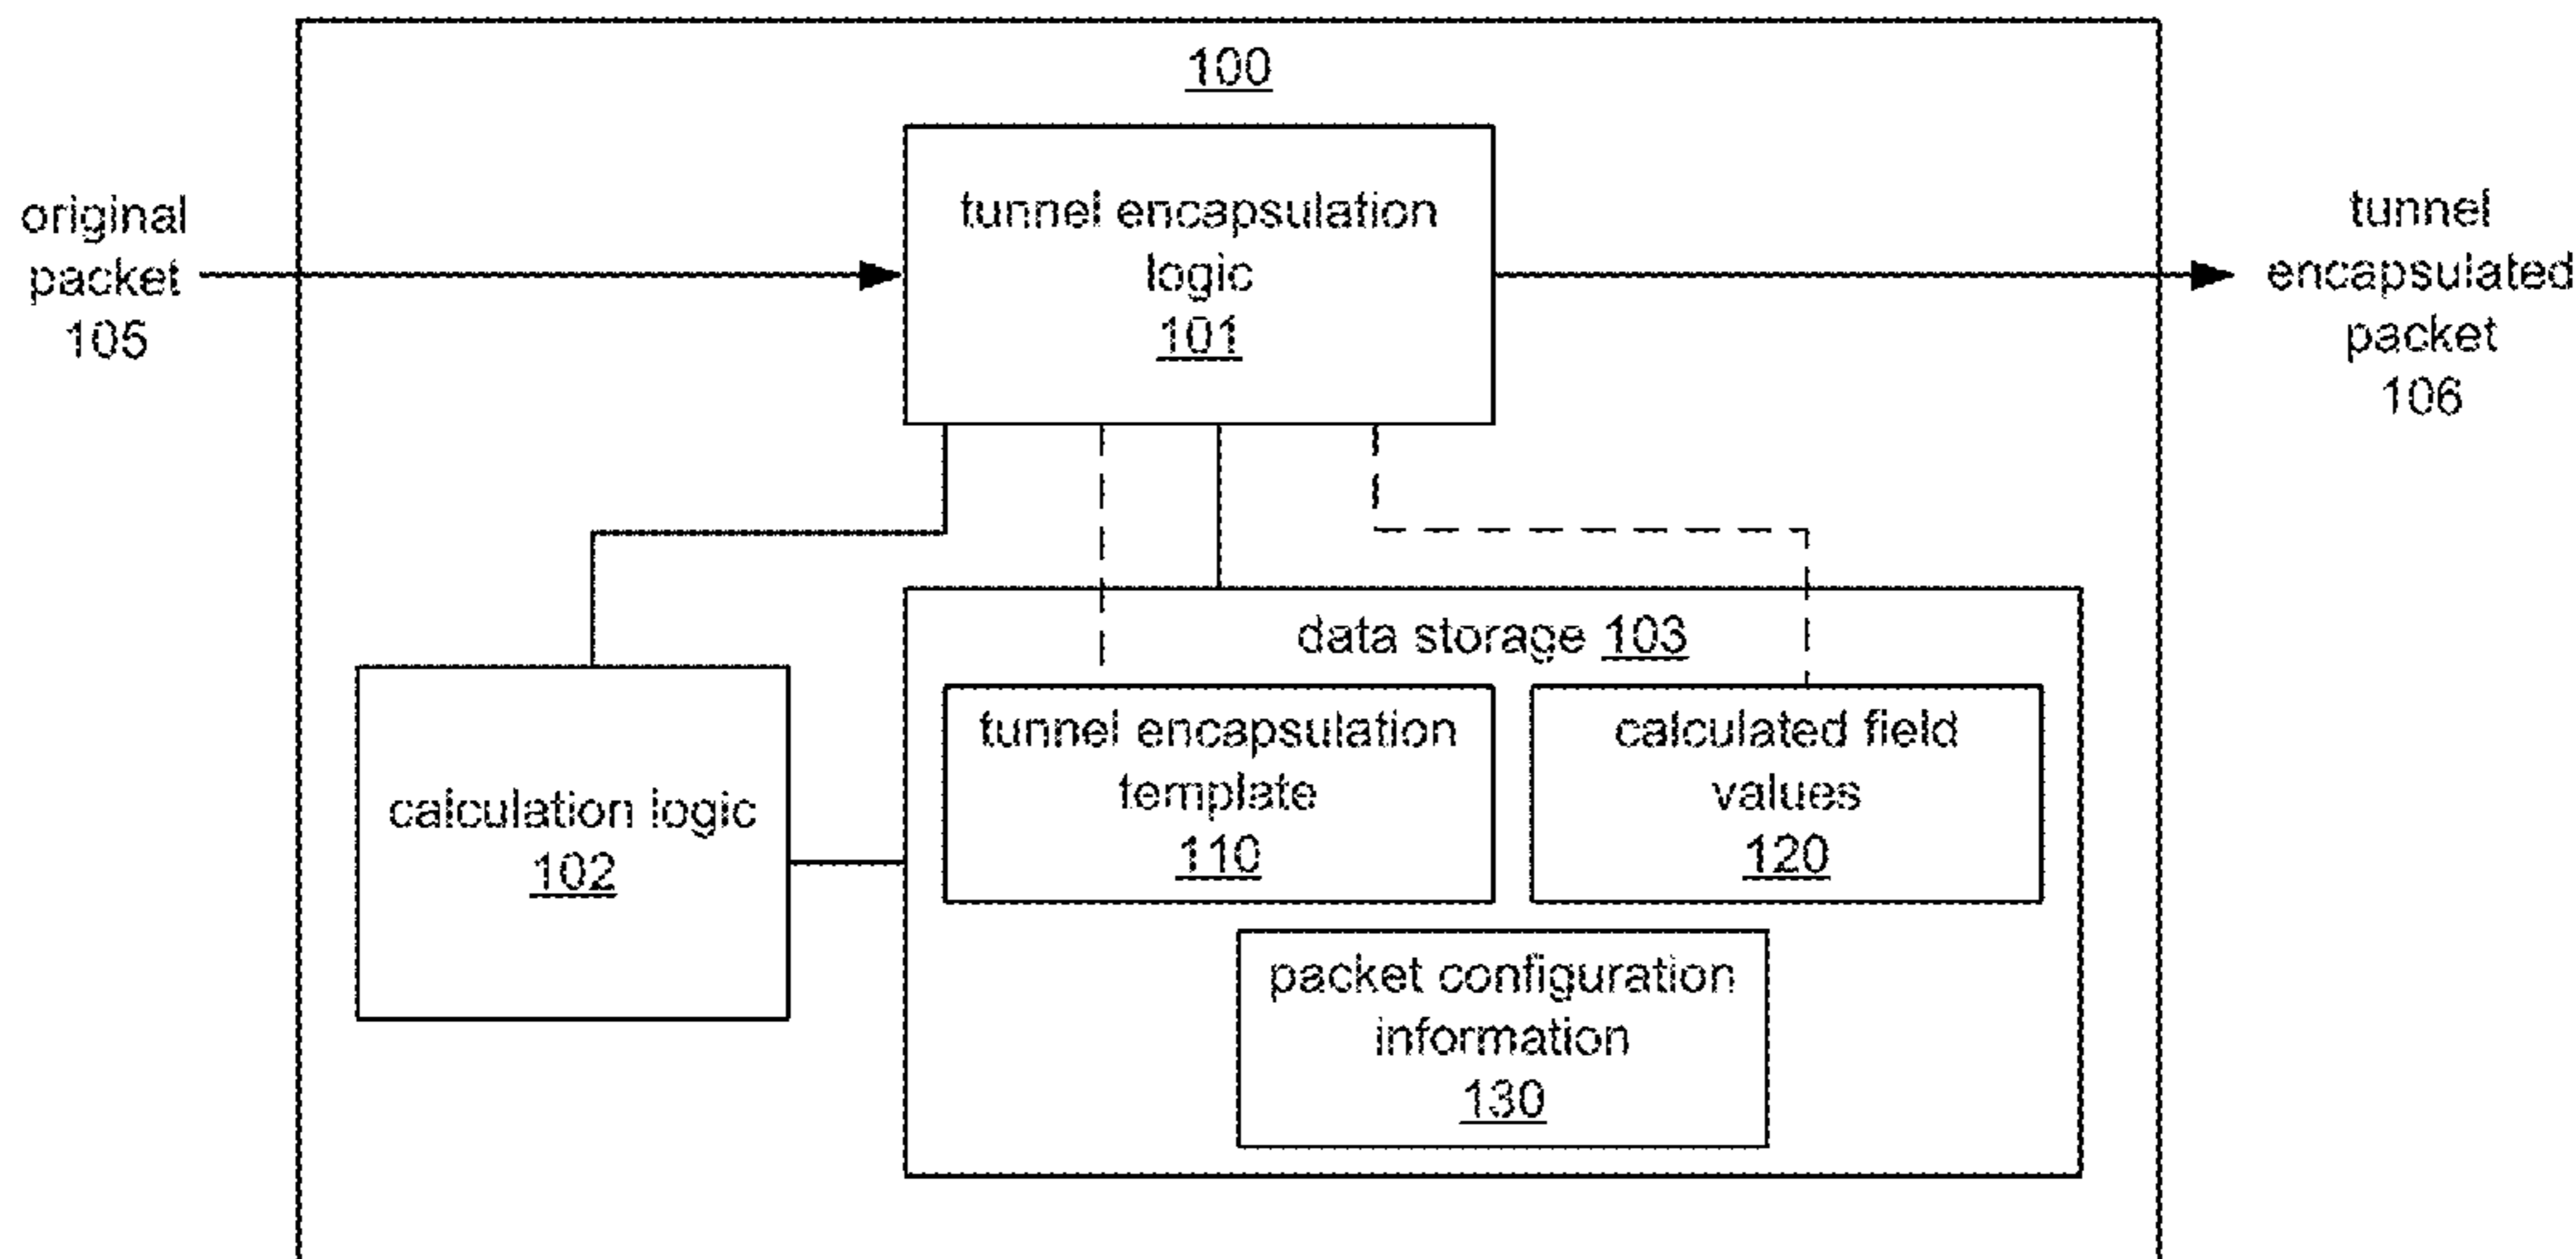 100
original
packet
105
tunnel encapsulation
logic
101
tunnel
encapsulated
packet
106
data storage 103
calculation logic
102
tunnel encapsulation
template
110
calculated field
values
120
packet configuration
information
130